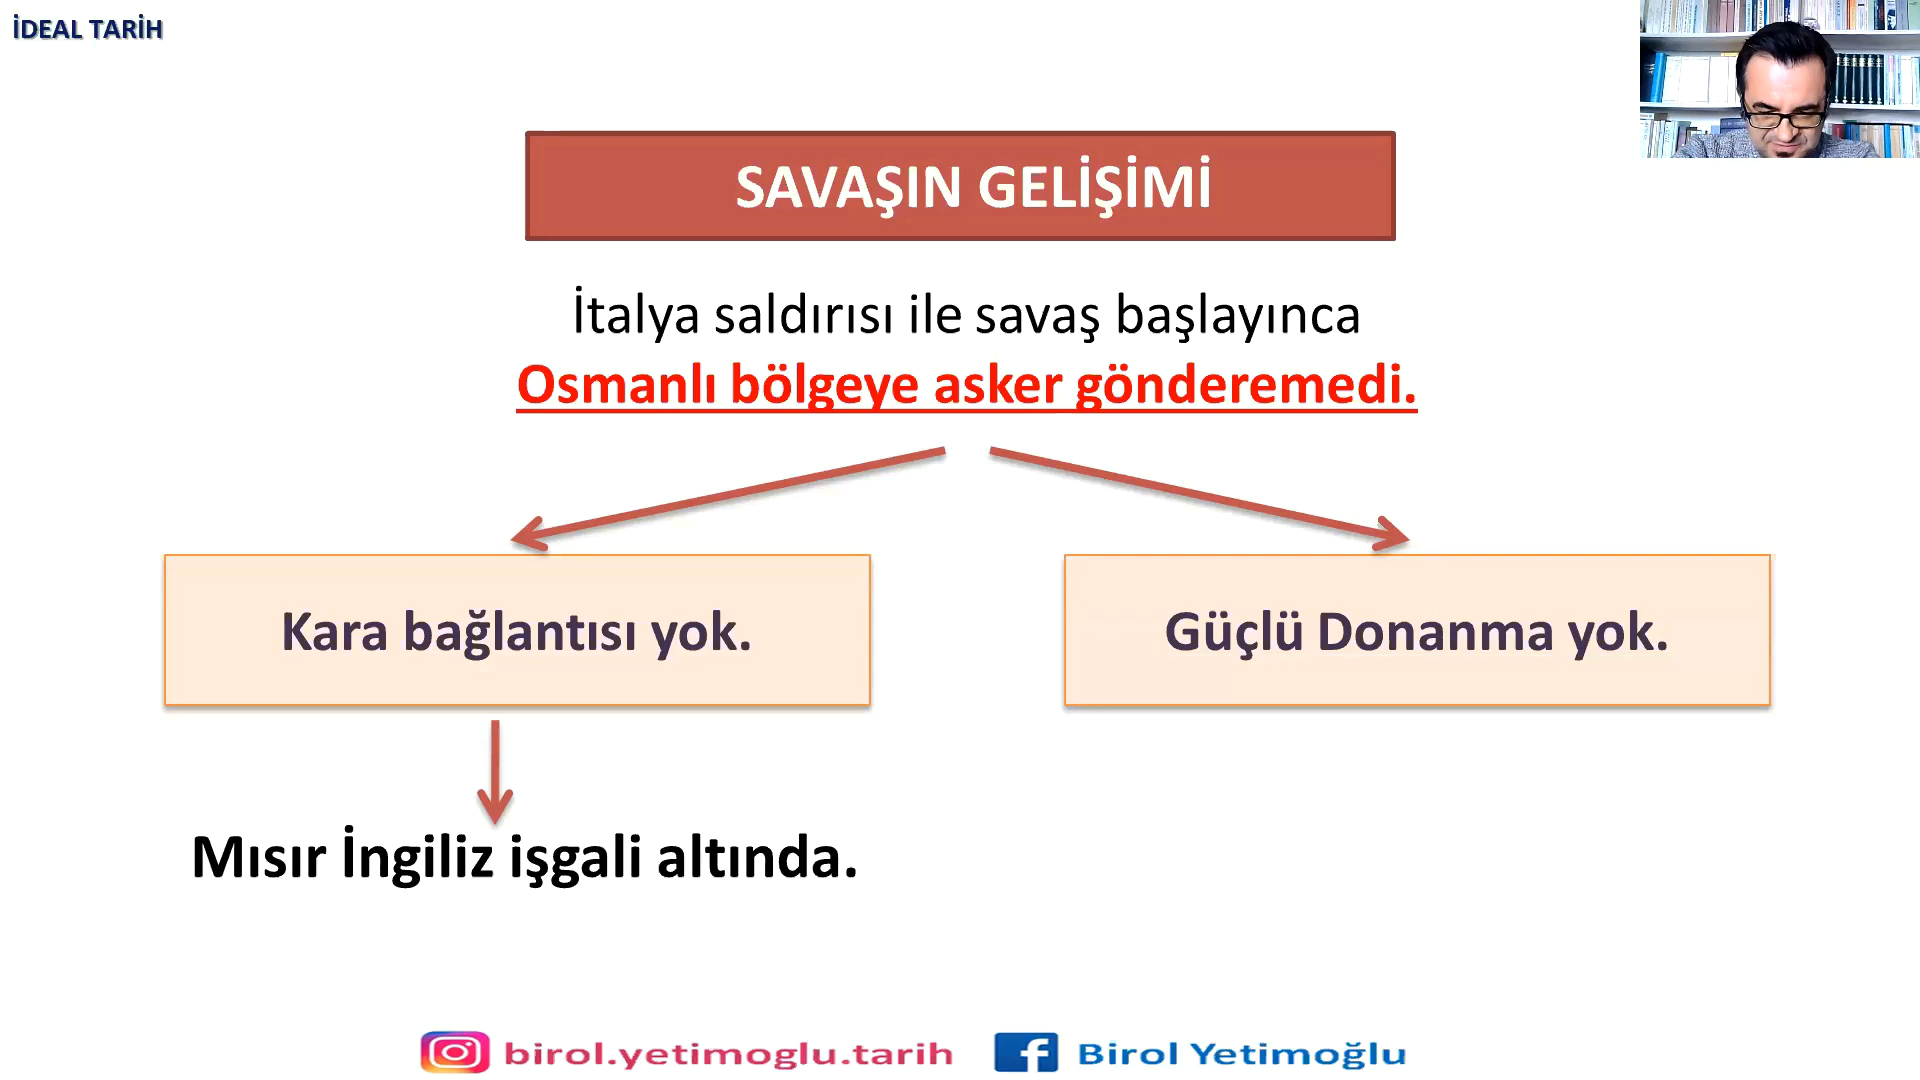 İDEAL TARİH
SAVAŞIN GELİŞİMİ
İtalya saldırısı ile savaş başlayınca
Osmanlı bölgeye asker gönderemedi.
Kara bağlantısı yok.
Güçlü Donanma yok.
Mısır İngiliz işgali altında.
birol.yetimoglu.tarih
Birol Yetimoğlu